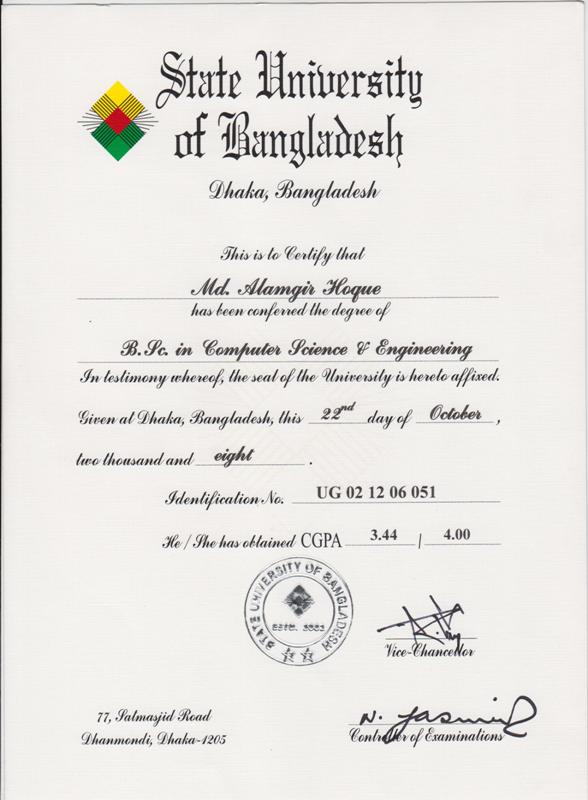 State University
of Bangladesh
Dhaka, Bangladesh
This is to Certify that
Md. Alamgir Hoque
has been conferred the degree of
B.Sc. in Computer Science & Engineering
In testimony whereof, the seal of the University is hereto affixed.
Given at Dhaka, Bangladesh, this 22nd day of October,
two thousand and eight.
Identification No. UG 02 12 06 051
He / She has obtained CGPA 3.44 / 4.00
STATE UNIVERSITY OF BANGLADESH
ESTD. 2002
Vice-Chancellor
77, Satmasjid Road
Dhanmondi, Dhaka-1205
N. Jasmin
Controller of Examinations